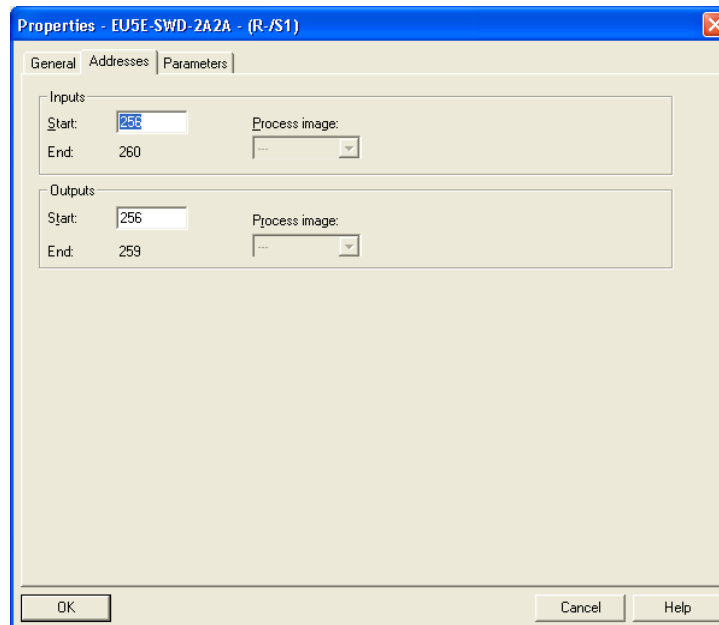 Properties - EU5E-SWD-2A2A - (R-/S1)
General Addresses Parameters
Inputs
Start: 256 Process image:
End: 260 ---
Outputs
Start: 256 Process image:
End: 259 ---
OK Cancel Help